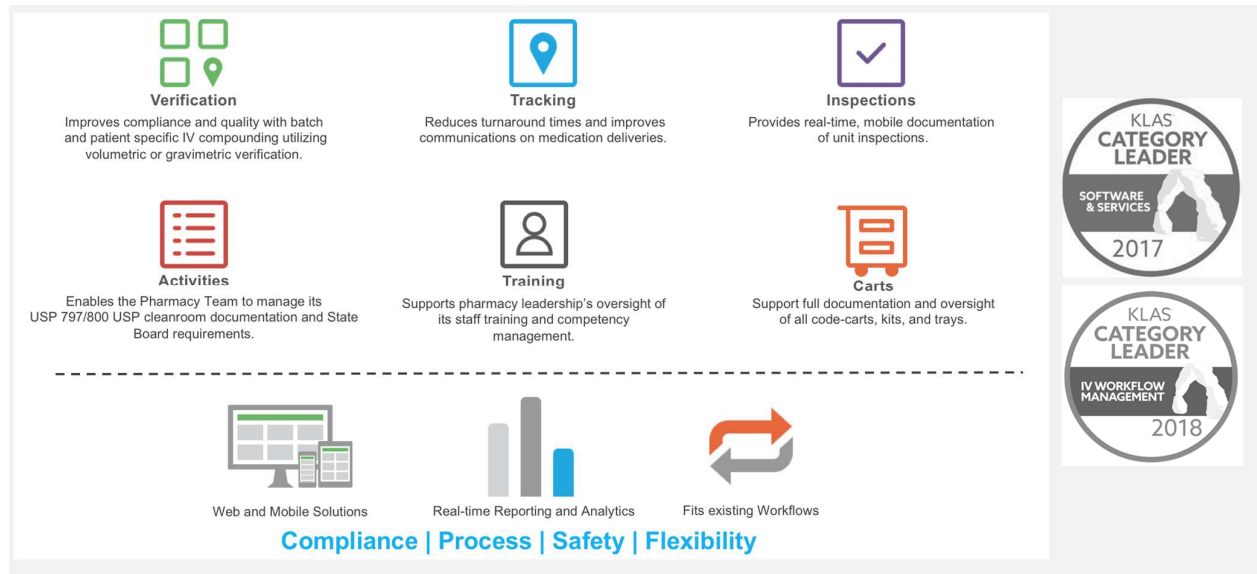 Verification
Improves compliance and quality with batch
and patient specific IV compounding utilizing
volumetric or gravimetric verification.
Tracking
Reduces turnaround times and improves
communications on medication deliveries.
Inspections
Provides real-time, mobile documentation
of unit inspections.
Activities
Enables the Pharmacy Team to manage its
USP 797/800 USP cleanroom documentation and State
Board requirements.
Training
Supports pharmacy leadership's oversight of
its staff training and competency
management.
Carts
Support full documentation and oversight
of all code-carts, kits, and trays.
Web and Mobile Solutions
Real-time Reporting and Analytics
Fits existing Workflows
Compliance | Process | Safety | Flexibility
KLAS
CATEGORY
LEADER
SOFTWARE
& SERVICES
2017
KLAS
CATEGORY
LEADER
IV WORKFLOW
MANAGEMENT
2018